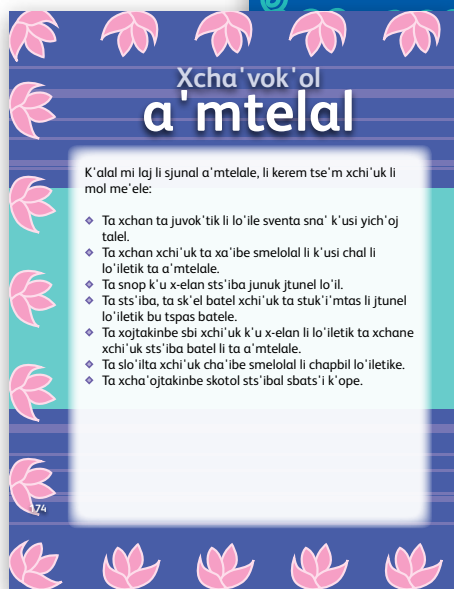 Xcha'vok'ol
a'mtelal
K'alal mi laj li sjunal a'mtelale, li kerem tse'm xchi'uk li
mol me'ele:
❖ Ta xchan ta juvok'tik li lo'ile sventa sna' k'usi yich'oj
talel.
❖ Ta xchan xchi'uk ta xa'ibe smelolal li k'usi chal li
lo'iletik ta a'mtelale.
❖ Ta snop k'u x-elan sts'iba junuk jtunel lo'il.
❖ Ta sts'iba, ta sk'el batel xchi'uk ta stuk'i'mtas li jtunel
lo'iletik bu tspas batele.
❖ Ta xojtakinbe sbi xchi'uk k'u x-elan li lo'iletik ta xchane
xchi'uk sts'iba batel li ta a'mtelale.
❖ Ta slo'ilta xchi'uk cha'ibe smelolal li chapbil lo'iletike.
❖ Ta xcha'ojtakinbe skotol sts'ibal sbats'i k'ope.
174